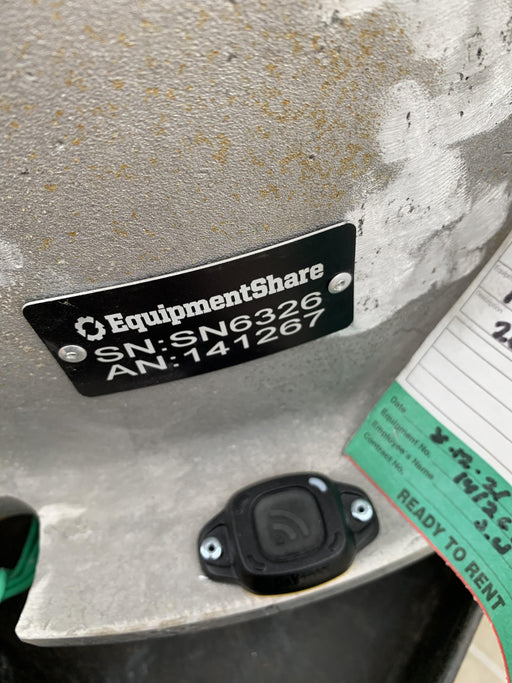 EquipmentShare
SN:SN6326
AN:141267
Date
Equipment No.
Employee's Name
Contract No.
READY TO RENT